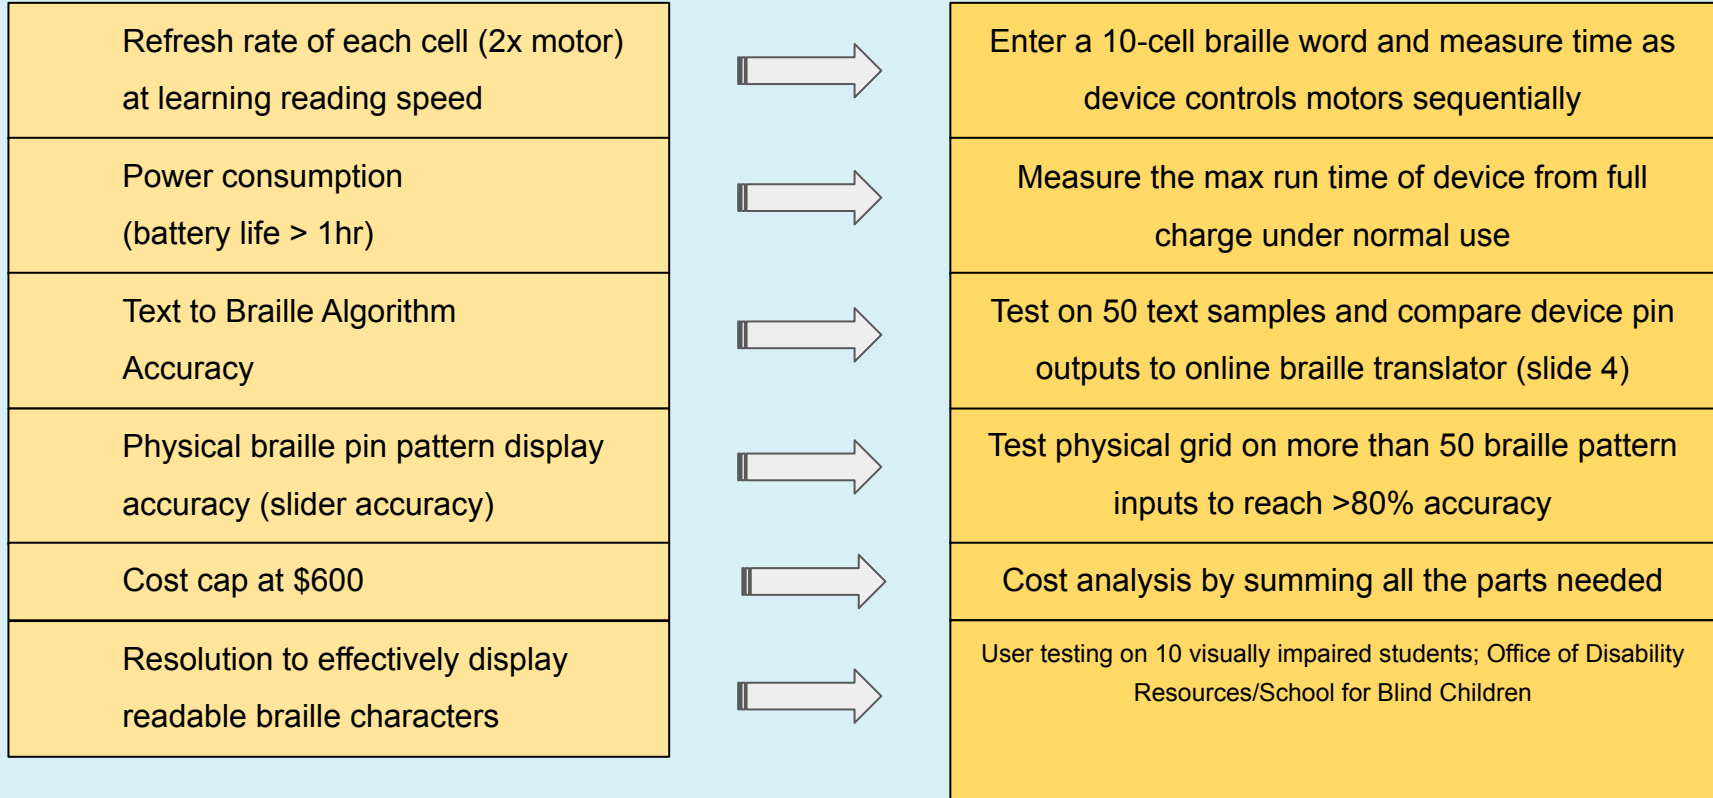 Refresh rate of each cell (2x motor)
at learning reading speed
Enter a 10-cell braille word and measure time as
device controls motors sequentially
Power consumption
(battery life > 1hr)
Measure the max run time of device from full
charge under normal use
Text to Braille Algorithm
Accuracy
Test on 50 text samples and compare device pin
outputs to online braille translator (slide 4)
Physical braille pin pattern display
accuracy (slider accuracy)
Test physical grid on more than 50 braille pattern
inputs to reach >80% accuracy
Cost cap at $600
Cost analysis by summing all the parts needed
Resolution to effectively display
readable braille characters
User testing on 10 visually impaired students; Office of Disability
Resources/School for Blind Children